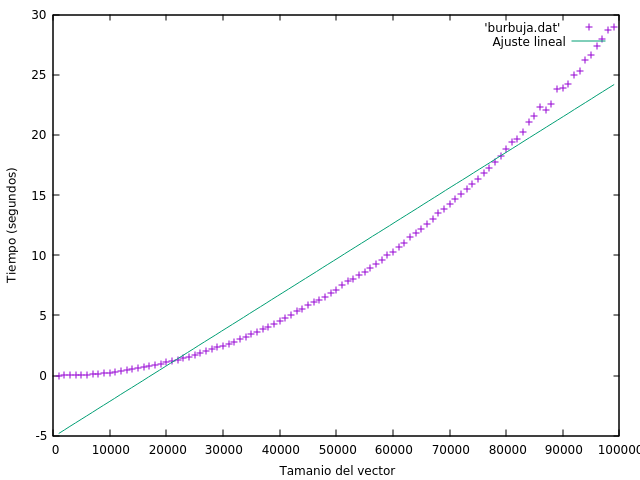 30
'burbuja.dat'
Ajuste lineal
25
20
15
10
5
0
-5
Tiempo (segundos)
0 10000 20000 30000 40000 50000 60000 70000 80000 90000 100000
Tamanio del vector